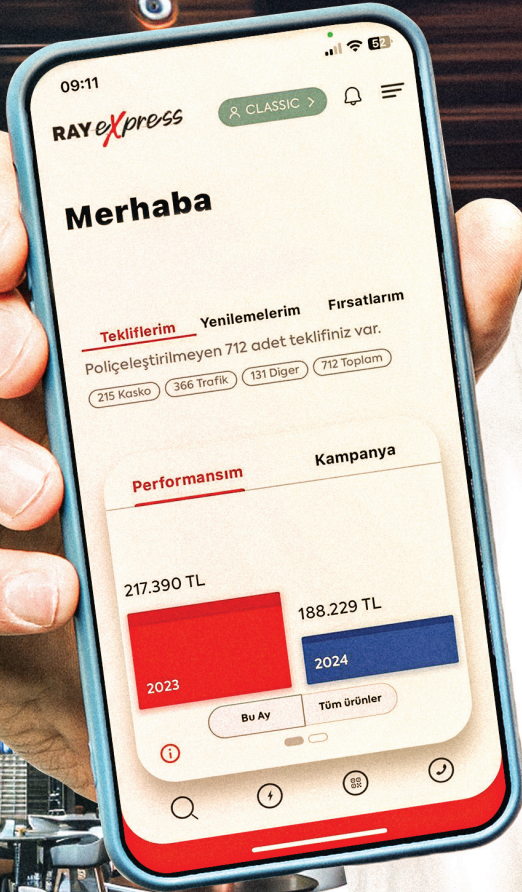 09:11
52
RAY eXpress
CLASSIC
Merhaba
Tekliflerim Yenilemelerim Fırsatlarım
Poliçeleştirilmeyen 712 adet teklifiniz var.
215 Kasko 366 Trafik 131 Diger 712 Toplam
Performansım Kampanya
217.390 TL
188.229 TL
2023
2024
Bu Ay Tüm ürünler